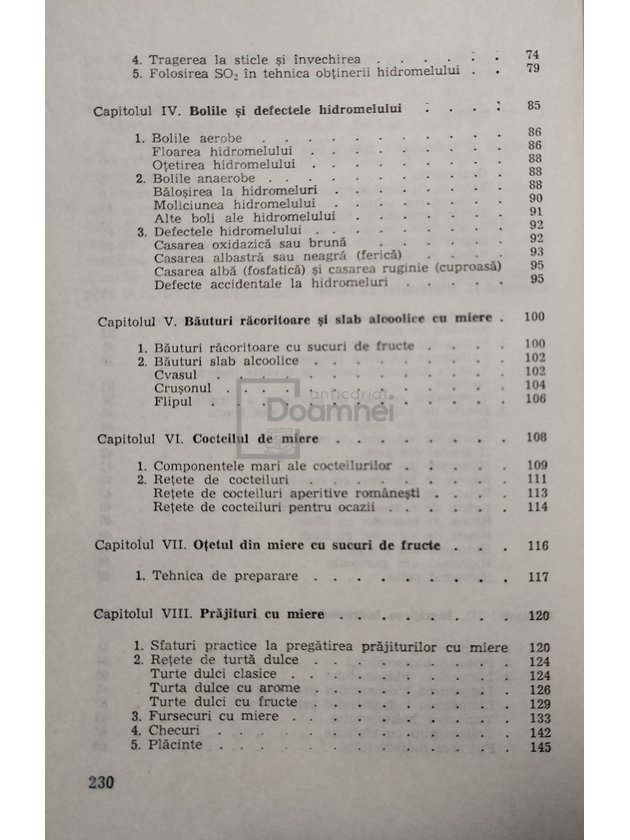 4. Tragerea la sticle și învechirea . . . . . . 74
5. Folosirea SO₂ în tehnica obținerii hidromelului . . 79
Capitolul IV. Bolile și defectele hidromelului . . . . 85
1. Bolile aerobe . . . . . . . . . . . 86
Floarea hidromelului . . . . . . . . . 86
Oțetirea hidromelului . . . . . . . . . 88
2. Bolile anaerobe . . . . . . . . . . 88
Băloșirea la hidromeluri . . . . . . . . 88
Moliciunea hidromelului . . . . . . . . 90
Alte boli ale hidromelului . . . . . . . 91
3. Defectele hidromelului . . . . . . . . 92
Casarea oxidazică sau brună . . . . . . . 92
Casarea albastră sau neagră (ferică) . . . . 93
Casarea albă (fosfatică) și casarea ruginie (cuproasă) 95
Defecte accidentale la hidromeluri . . . . . 95
Capitolul V. Băuturi răcoritoare și slab alcoolice cu miere . 100
1. Băuturi răcoritoare cu sucuri de fructe . . . . 100
2. Băuturi slab alcoolice . . . . . . . . 102
Cvasul . . . . . . . . . . . . 102
Crușonul . . . . . . . . . . . . 104
Flipul . . . . . . . . . . . . 106
anticariat
Doamnei
Capitolul VI. Cocteilul de miere . . . . . . . 108
1. Componentele mari ale cocteilurilor . . . . . 109
2. Rețete de cocteiluri . . . . . . . . 111
Rețete de cocteiluri aperitive românești . . . . 113
Rețete de cocteiluri pentru ocazii . . . . . 114
Capitolul VII. Oțetul din miere cu sucuri de fructe . . . 116
1. Tehnica de preparare . . . . . . . . 117
Capitolul VIII. Prăjituri cu miere . . . . . . . 120
1. Sfaturi practice la pregătirea prăjiturilor cu miere 120
2. Rețete de turtă dulce . . . . . . . . 124
Turte dulci clasice . . . . . . . . . 124
Turta dulce cu arome . . . . . . . . 126
Turte dulci cu fructe . . . . . . . . 129
3. Fursecuri cu miere . . . . . . . . . 133
4. Checuri . . . . . . . . . . . . 142
5. Plăcinte . . . . . . . . . . . . 145
230